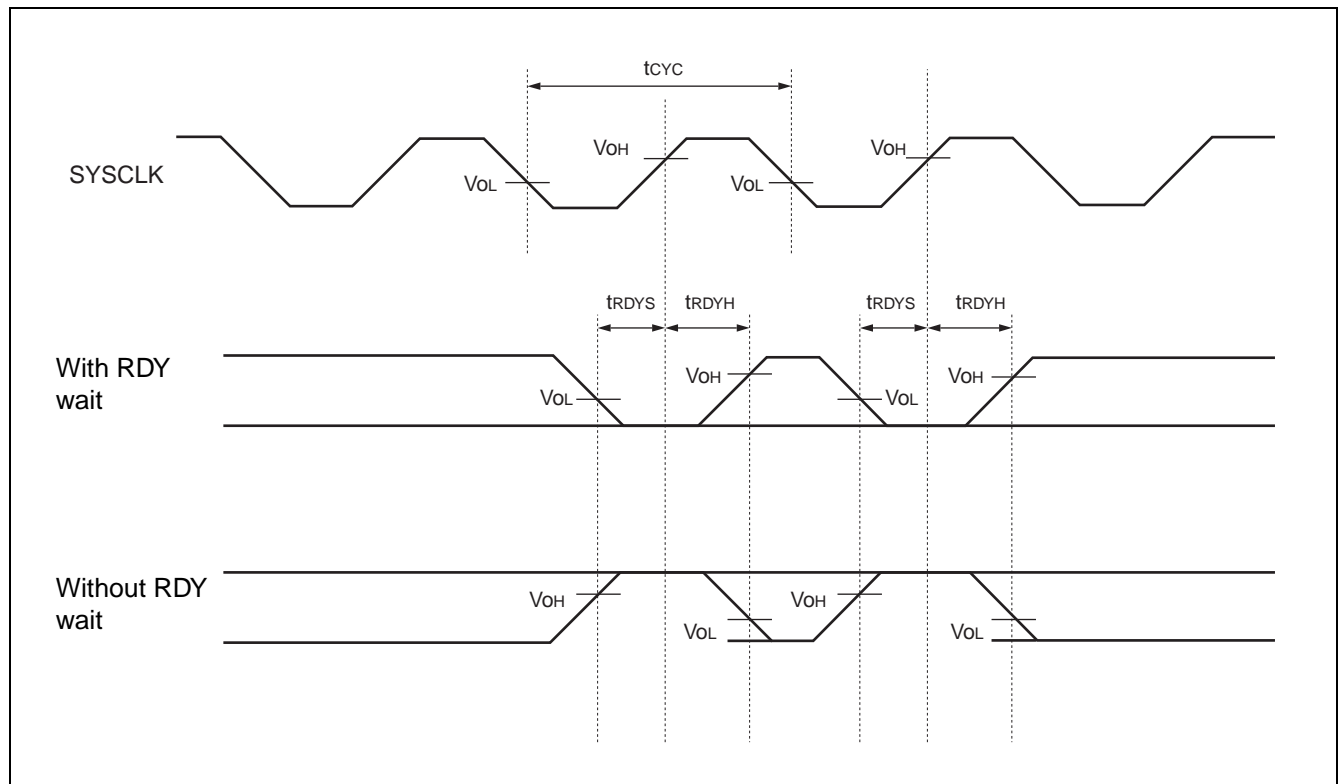 tCYC
SYSCLK
VOL
VOH
VOL
VOH
tRDYS
tRDYH
tRDYS
tRDYH
With RDY
wait
VOL
VOH
VOL
VOH
Without RDY
wait
VOH
VOL
VOH
VOL